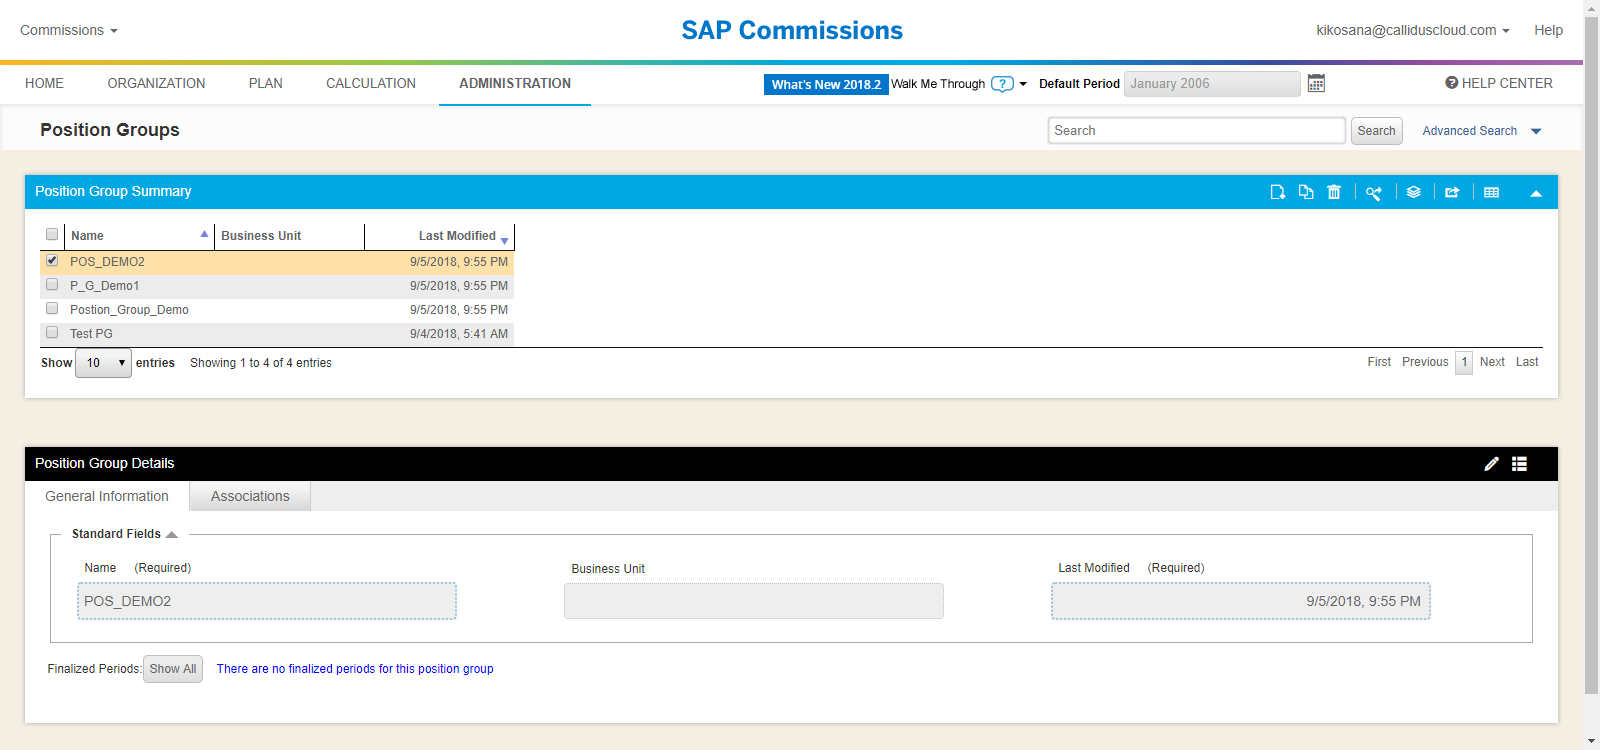 Commissions
SAP Commissions
kikosana@calliduscloud.com
Help
HOME ORGANIZATION PLAN CALCULATION ADMINISTRATION
What's New 2018.2 Walk Me Through ? Default Period January 2006
HELP CENTER
Position Groups
Search Search Advanced Search
Position Group Summary
Name Business Unit Last Modified
POS_DEMO2 9/5/2018, 9:55 PM
P_G_Demo1 9/5/2018, 9:55 PM
Postion_Group_Demo 9/5/2018, 9:55 PM
Test PG 9/4/2018, 5:41 AM
Show 10 entries Showing 1 to 4 of 4 entries
First Previous 1 Next Last
Position Group Details
General Information Associations
Standard Fields
Name (Required) Business Unit Last Modified (Required)
POS_DEMO2 9/5/2018, 9:55 PM
Finalized Periods: Show All There are no finalized periods for this position group